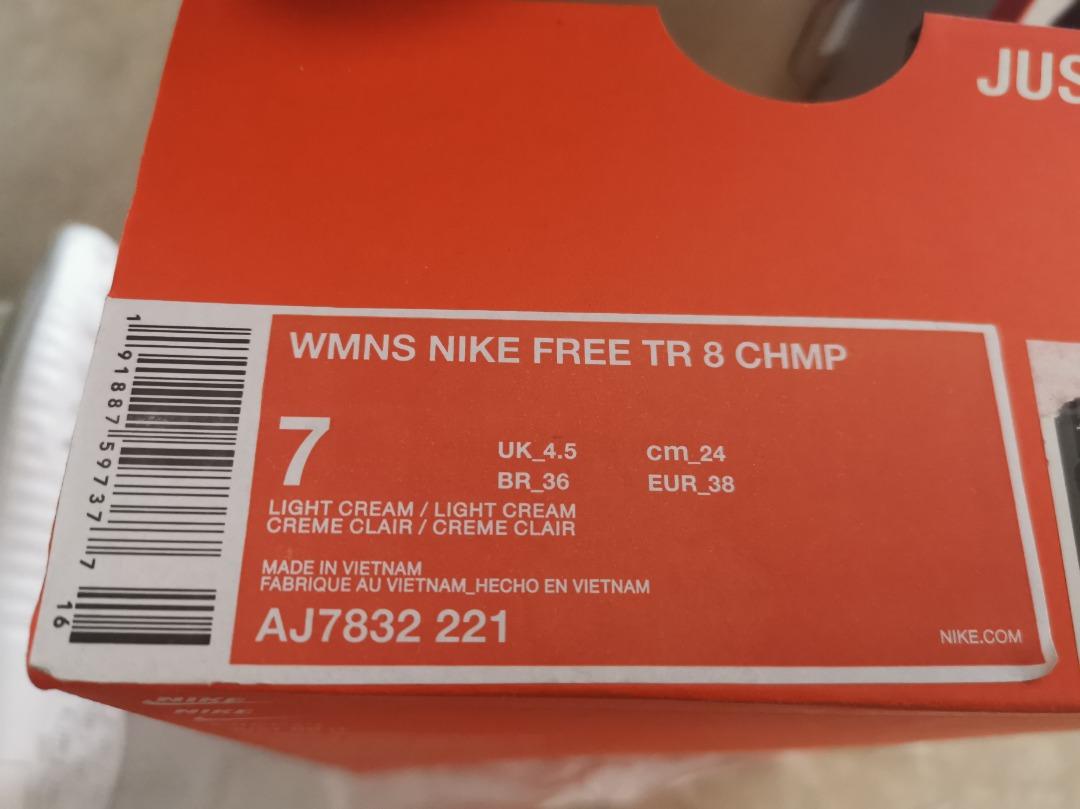 JUS
WMNS NIKE FREE TR 8 CHMP
7
UK_4.5 cm_24
BR_36 EUR_38
LIGHT CREAM / LIGHT CREAM
CREME CLAIR / CREME CLAIR
MADE IN VIETNAM
FABRIQUE AU VIETNAM_HECHO EN VIETNAM
AJ7832 221
NIKE.COM
1 91887 59737 7
16
NIKE
NIKE